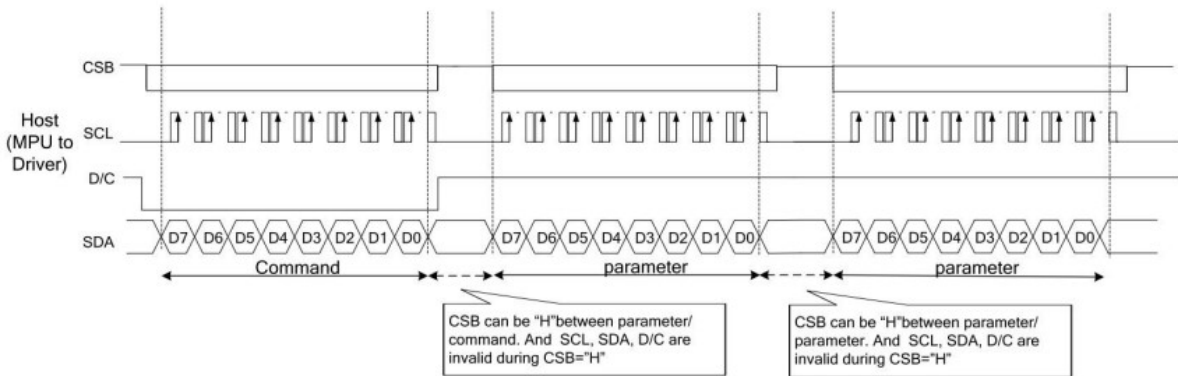 CSB
Host
(MPU to
Driver)
SCL
D/C
SDA
D7 D6 D5 D4 D3 D2 D1 D0
D7 D6 D5 D4 D3 D2 D1 D0
D7 D6 D5 D4 D3 D2 D1 D0
Command
parameter
parameter
CSB can be “H”between parameter/
command. And SCL, SDA, D/C are
invalid during CSB=”H”
CSB can be “H”between parameter/
parameter. And SCL, SDA, D/C are
invalid during CSB=”H”